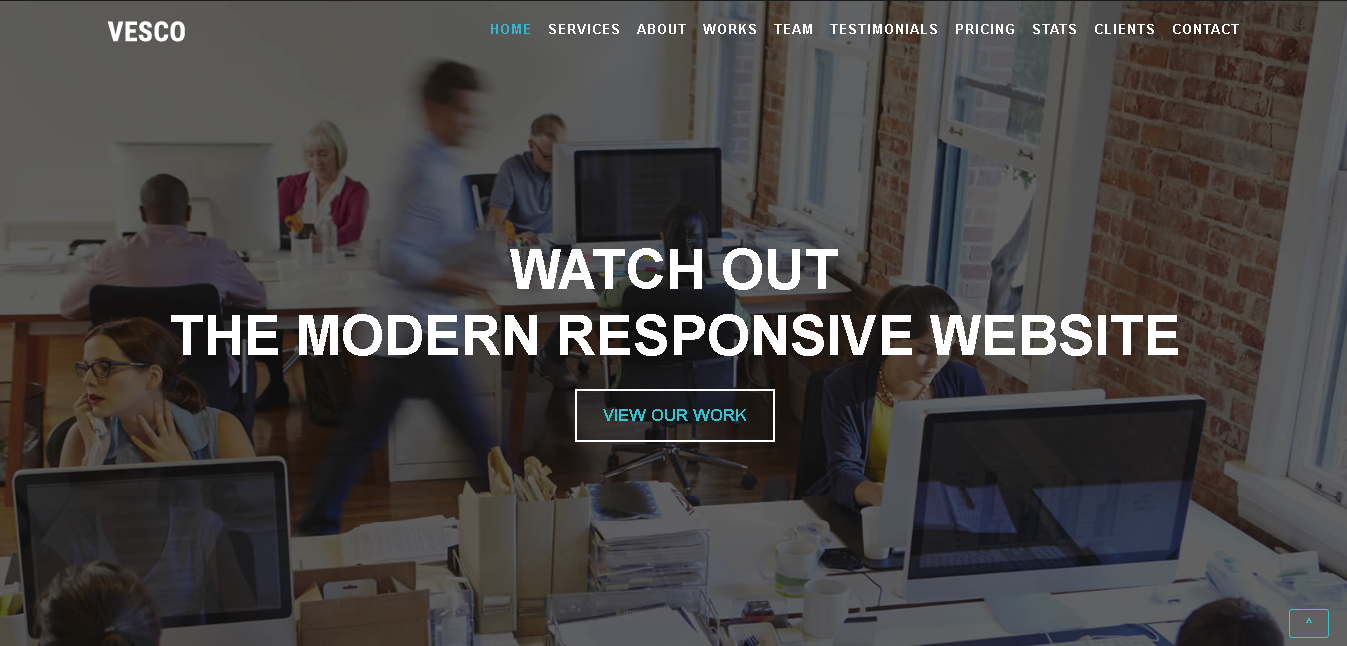 VESCO
HOME SERVICES ABOUT WORKS TEAM TESTIMONIALS PRICING STATS CLIENTS CONTACT
WATCH OUT
THE MODERN RESPONSIVE WEBSITE
VIEW OUR WORK
^